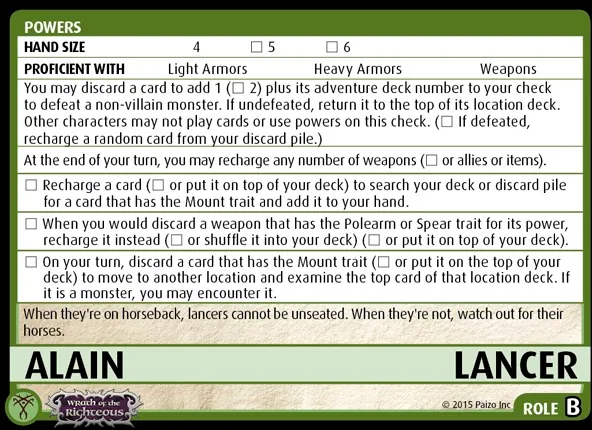 POWERS
HAND SIZE 4 ☐ 5 ☐ 6
PROFICIENT WITH Light Armors Heavy Armors Weapons
You may discard a card to add 1 (☐ 2) plus its adventure deck number to your check
to defeat a non-villain monster. If undefeated, return it to the top of its location deck.
Other characters may not play cards or use powers on this check. (☐ If defeated,
recharge a random card from your discard pile.)
At the end of your turn, you may recharge any number of weapons (☐ or allies or items).
☐ Recharge a card (☐ or put it on top of your deck) to search your deck or discard pile
for a card that has the Mount trait and add it to your hand.
☐ When you would discard a weapon that has the Polearm or Spear trait for its power,
recharge it instead (☐ or shuffle it into your deck) (☐ or put it on top of your deck).
☐ On your turn, discard a card that has the Mount trait (☐ or put it on the top of your
deck) to move to another location and examine the top card of that location deck. If
it is a monster, you may encounter it.
When they're on horseback, lancers cannot be unseated. When they're not, watch out for their
horses.
ALAIN LANCER
Wrath of the
Righteous
© 2015 Paizo Inc ROLE B